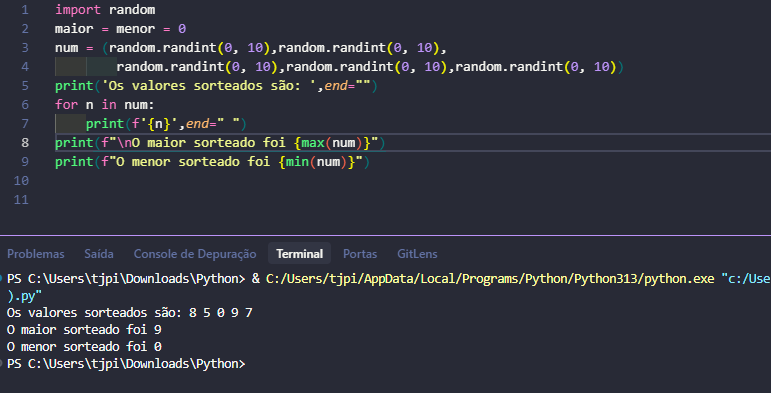 1 import random
2 maior = menor = 0
3 num = (random.randint(0, 10),random.randint(0, 10),
4 random.randint(0, 10),random.randint(0, 10),random.randint(0, 10))
5 print('Os valores sorteados são: ',end="")
6 for n in num:
7 print(f'{n}',end=" ")
8 print(f"\nO maior sorteado foi {max(num)}")
9 print(f"O menor sorteado foi {min(num)}")
10
11
Problemas Saída Console de Depuração Terminal Portas GitLens
PS C:\Users\tjpi\Downloads\Python> & C:/Users/tjpi/AppData/Local/Programs/Python/Python313/python.exe "c:/Use
).py"
Os valores sorteados são: 8 5 0 9 7
O maior sorteado foi 9
O menor sorteado foi 0
PS C:\Users\tjpi\Downloads\Python>